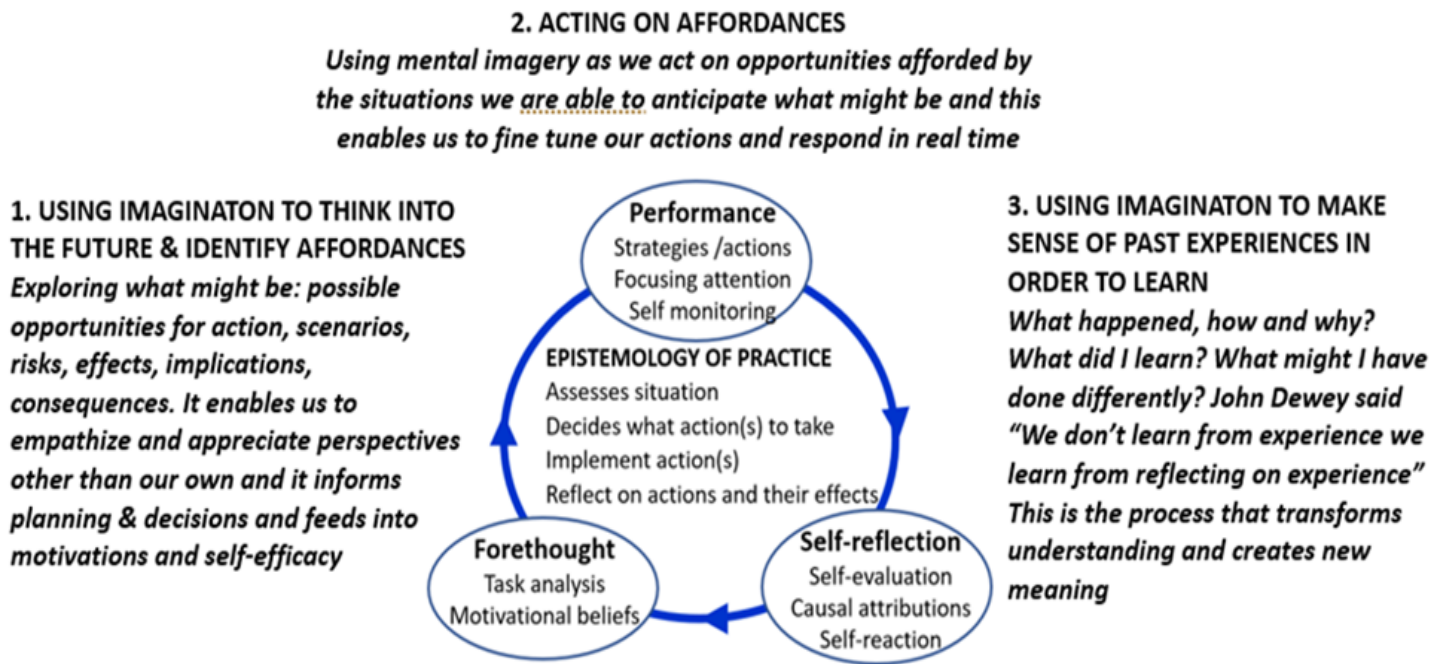 2. ACTING ON AFFORDANCES
Using mental imagery as we act on opportunities afforded by
the situations we are able to anticipate what might be and this
enables us to fine tune our actions and respond in real time
1. USING IMAGINATON TO THINK INTO
THE FUTURE & IDENTIFY AFFORDANCES
Exploring what might be: possible
opportunities for action, scenarios,
risks, effects, implications,
consequences. It enables us to
empathize and appreciate perspectives
other than our own and it informs
planning & decisions and feeds into
motivations and self-efficacy
Performance
Strategies /actions
Focusing attention
Self monitoring
EPISTEMOLOGY OF PRACTICE
Assesses situation
Decides what action(s) to take
Implement action(s)
Reflect on actions and their effects
Forethought
Task analysis
Motivational beliefs
Self-reflection
Self-evaluation
Causal attributions
Self-reaction
3. USING IMAGINATON TO MAKE
SENSE OF PAST EXPERIENCES IN
ORDER TO LEARN
What happened, how and why?
What did I learn? What might I have
done differently? John Dewey said
“We don’t learn from experience we
learn from reflecting on experience”
This is the process that transforms
understanding and creates new
meaning